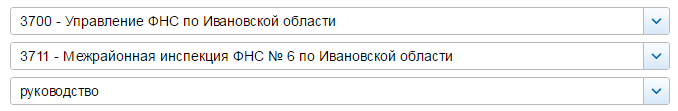 3700 - Управление ФНС по Ивановской области
3711 - Межрайонная инспекция ФНС № 6 по Ивановской области
руководство